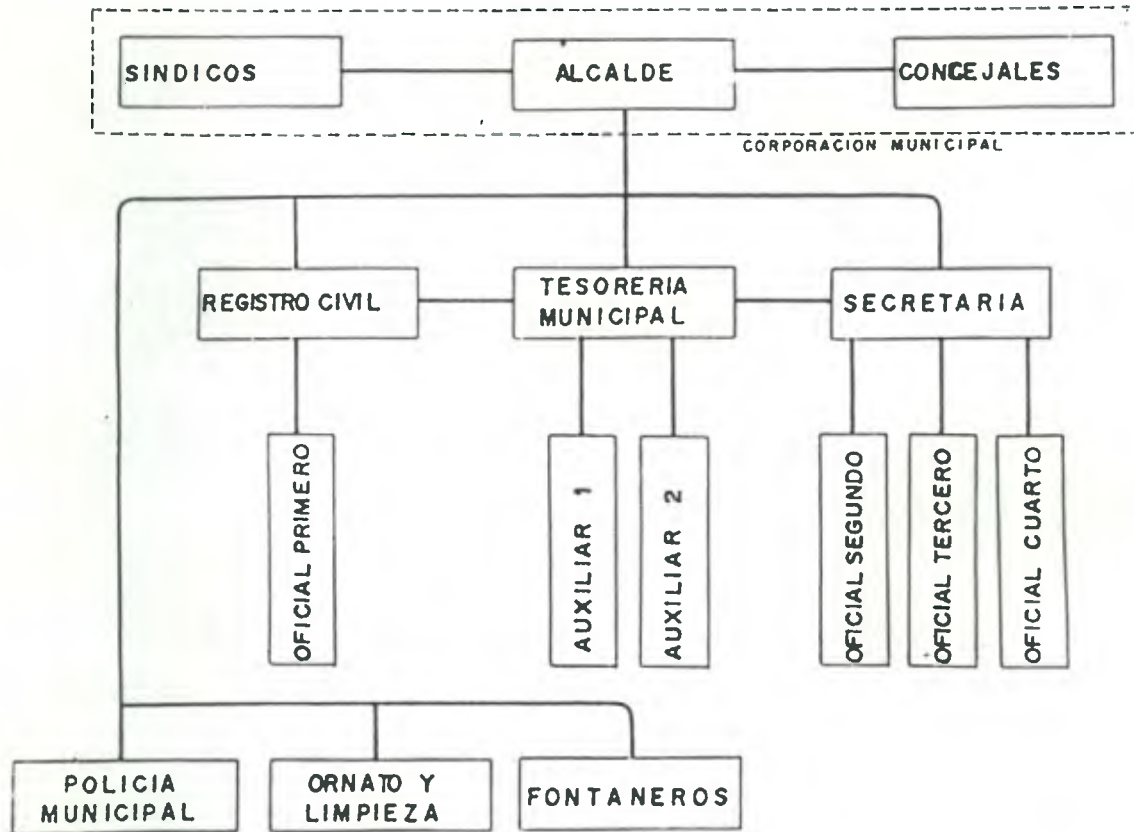 SINDICOS
ALCALDE
CONCEJALES
CORPORACION MUNICIPAL
REGISTRO CIVIL
TESORERIA
MUNICIPAL
SECRETARIA
OFICIAL PRIMERO
AUXILIAR 1
AUXILIAR 2
OFICIAL SEGUNDO
OFICIAL TERCERO
OFICIAL CUARTO
POLICIA
MUNICIPAL
ORNATO Y
LIMPIEZA
FONTANEROS